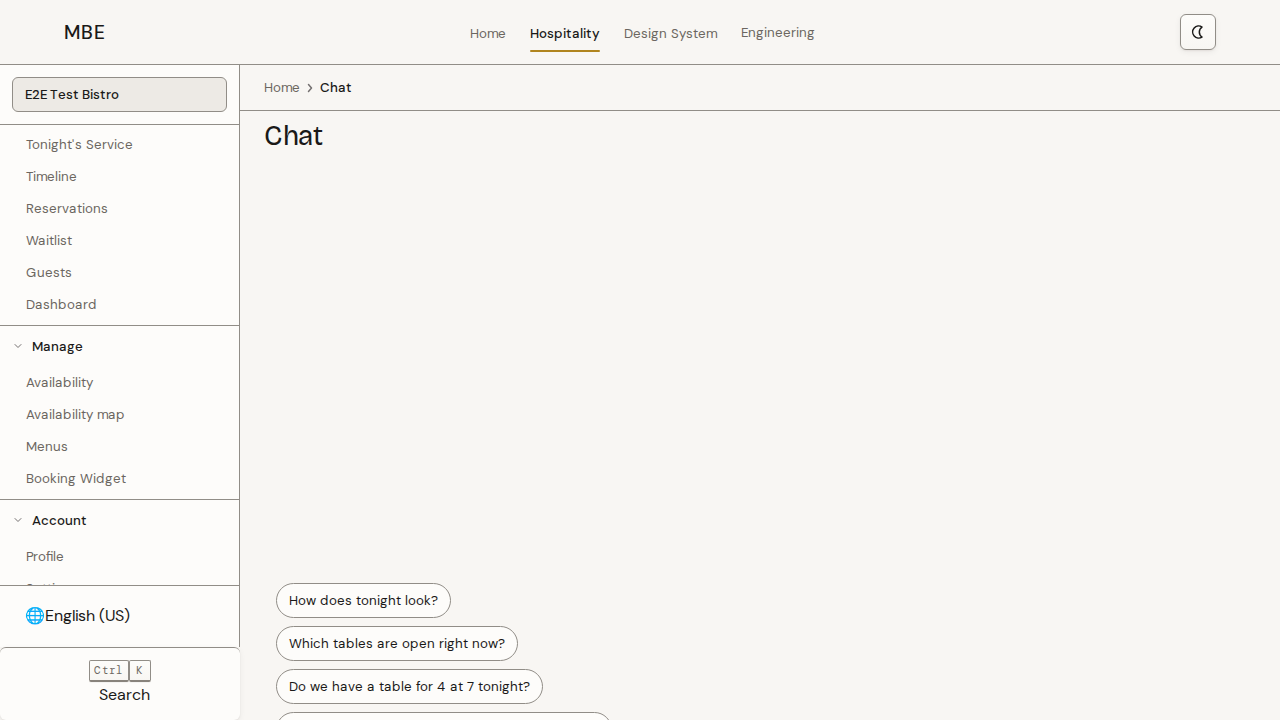 MBE
Home
Hospitality
Design System
Engineering
E2E Test Bistro
Tonight's Service
Timeline
Reservations
Waitlist
Guests
Dashboard
Manage
Availability
Availability map
Menus
Booking Widget
Account
Profile
English (US)
Ctrl K
Search
Home
Chat
Chat
How does tonight look?
Which tables are open right now?
Do we have a table for 4 at 7 tonight?